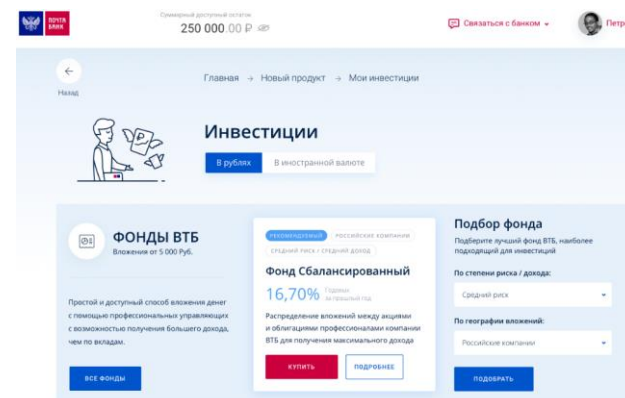 ПОЧТА
БАНК
Суммарный доступный остаток
250 000.00 ₽
Связаться с банком
Петр
Назад
Главная → Новый продукт → Мои инвестиции
Инвестиции
В рублях
В иностранной валюте
ФОНДЫ ВТБ
Вложения от 5 000 Руб.
Простой и доступный способ вложения денег
с помощью профессиональных управляющих
с возможностью получения большего дохода,
чем по вкладам.
ВСЕ ФОНДЫ
РЕКОМЕНДУЕМЫЙ
РОССИЙСКИЕ КОМПАНИИ
СРЕДНИЙ РИСК / СРЕДНИЙ ДОХОД
Фонд Сбалансированный
16,70%
Годовых
за прошлый год
Распределение вложений между акциями
и облигациями профессионалами компании
ВТБ для получения максимального дохода
КУПИТЬ
ПОДРОБНЕЕ
Подбор фонда
Подберите лучший фонд ВТБ, наиболее
подходящий для инвестиций
По степени риска / дохода:
Средний риск
По географии вложений:
Российские компании
ПОДОБРАТЬ